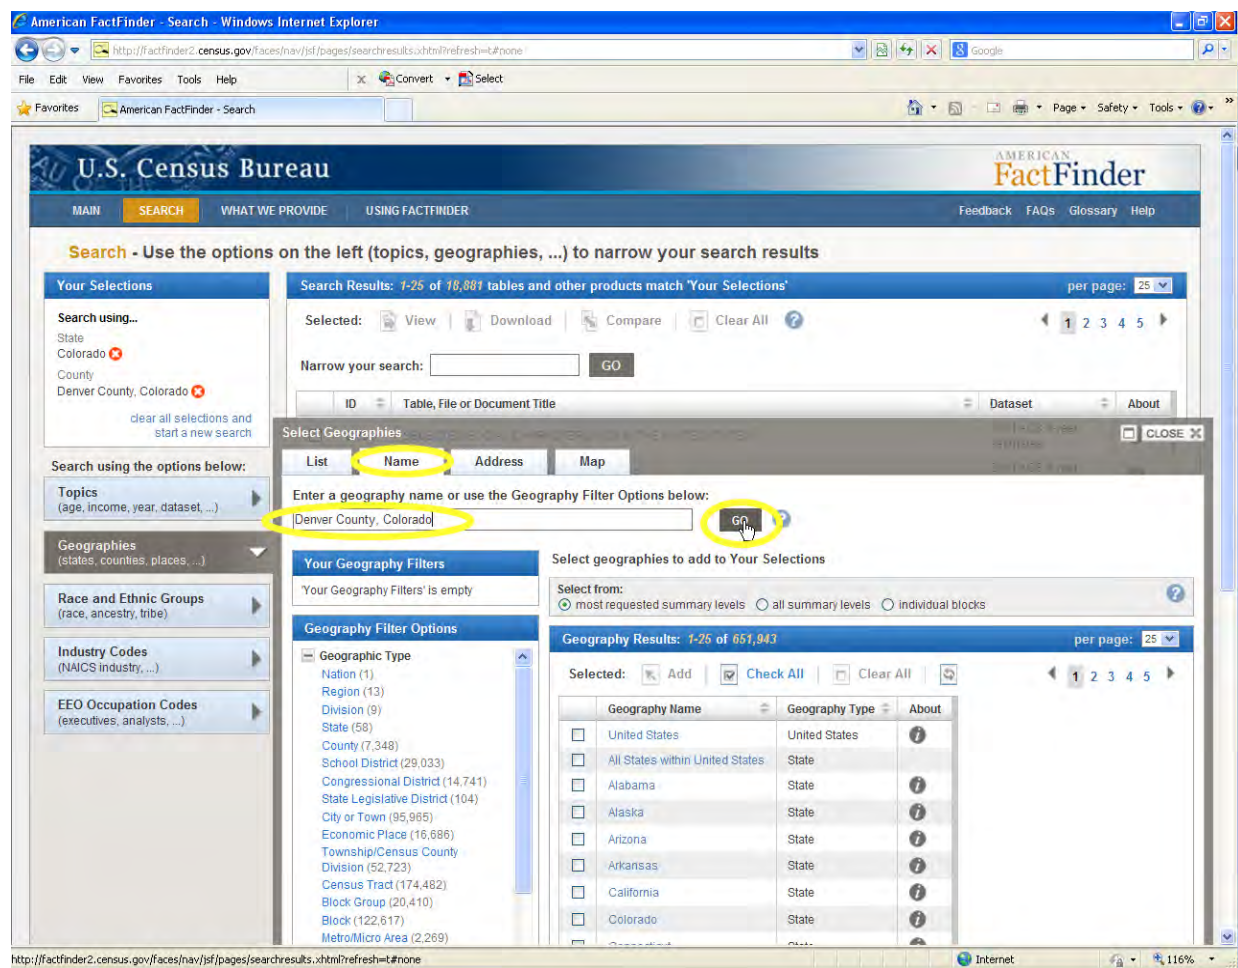 American FactFinder - Search - Windows Internet Explorer
http://factfinder2.census.gov/faces/nav/jsf/pages/searchresults.xhtml?refresh=t#none
Google
File Edit View Favorites Tools Help
Convert Select
Favorites American FactFinder - Search
Page Safety Tools
U.S. Census Bureau
AMERICAN
FactFinder
MAIN SEARCH WHAT WE PROVIDE USING FACTFINDER
Feedback FAQs Glossary Help
Search - Use the options on the left (topics, geographies, ...) to narrow your search results
Your Selections
Search using...
State
Colorado
County
Denver County, Colorado
clear all selections and
start a new search
Search Results: 1-25 of 18,881 tables and other products match 'Your Selections'
per page: 25
Selected: View Download Compare Clear All
1 2 3 4 5
Narrow your search: GO
ID Table, File or Document Title Dataset About
Search using the options below:
Topics
(age, income, year, dataset, ...)
Geographies
(states, counties, places, ...)
Race and Ethnic Groups
(race, ancestry, tribe)
Industry Codes
(NAICS industry, ...)
EEO Occupation Codes
(executives, analysts, ...)
Select Geographies
CLOSE X
List Name Address Map
Enter a geography name or use the Geography Filter Options below:
Denver County, Colorado GO
Your Geography Filters
'Your Geography Filters' is empty
Geography Filter Options
Geographic Type
Nation (1)
Region (13)
Division (9)
State (58)
County (7,348)
School District (29,033)
Congressional District (14,741)
State Legislative District (104)
City or Town (95,965)
Economic Place (16,686)
Township/Census County
Division (52,723)
Census Tract (174,482)
Block Group (20,410)
Block (122,617)
Metro/Micro Area (2,269)
Select geographies to add to Your Selections
Select from:
most requested summary levels all summary levels individual blocks
Geography Results: 1-25 of 651,943
per page: 25
Selected: Add Check All Clear All
1 2 3 4 5
Geography Name Geography Type About
United States United States
All States within United States State
Alabama State
Alaska State
Arizona State
Arkansas State
California State
Colorado State
http://factfinder2.census.gov/faces/nav/jsf/pages/searchresults.xhtml?refresh=t#none
Internet
116%